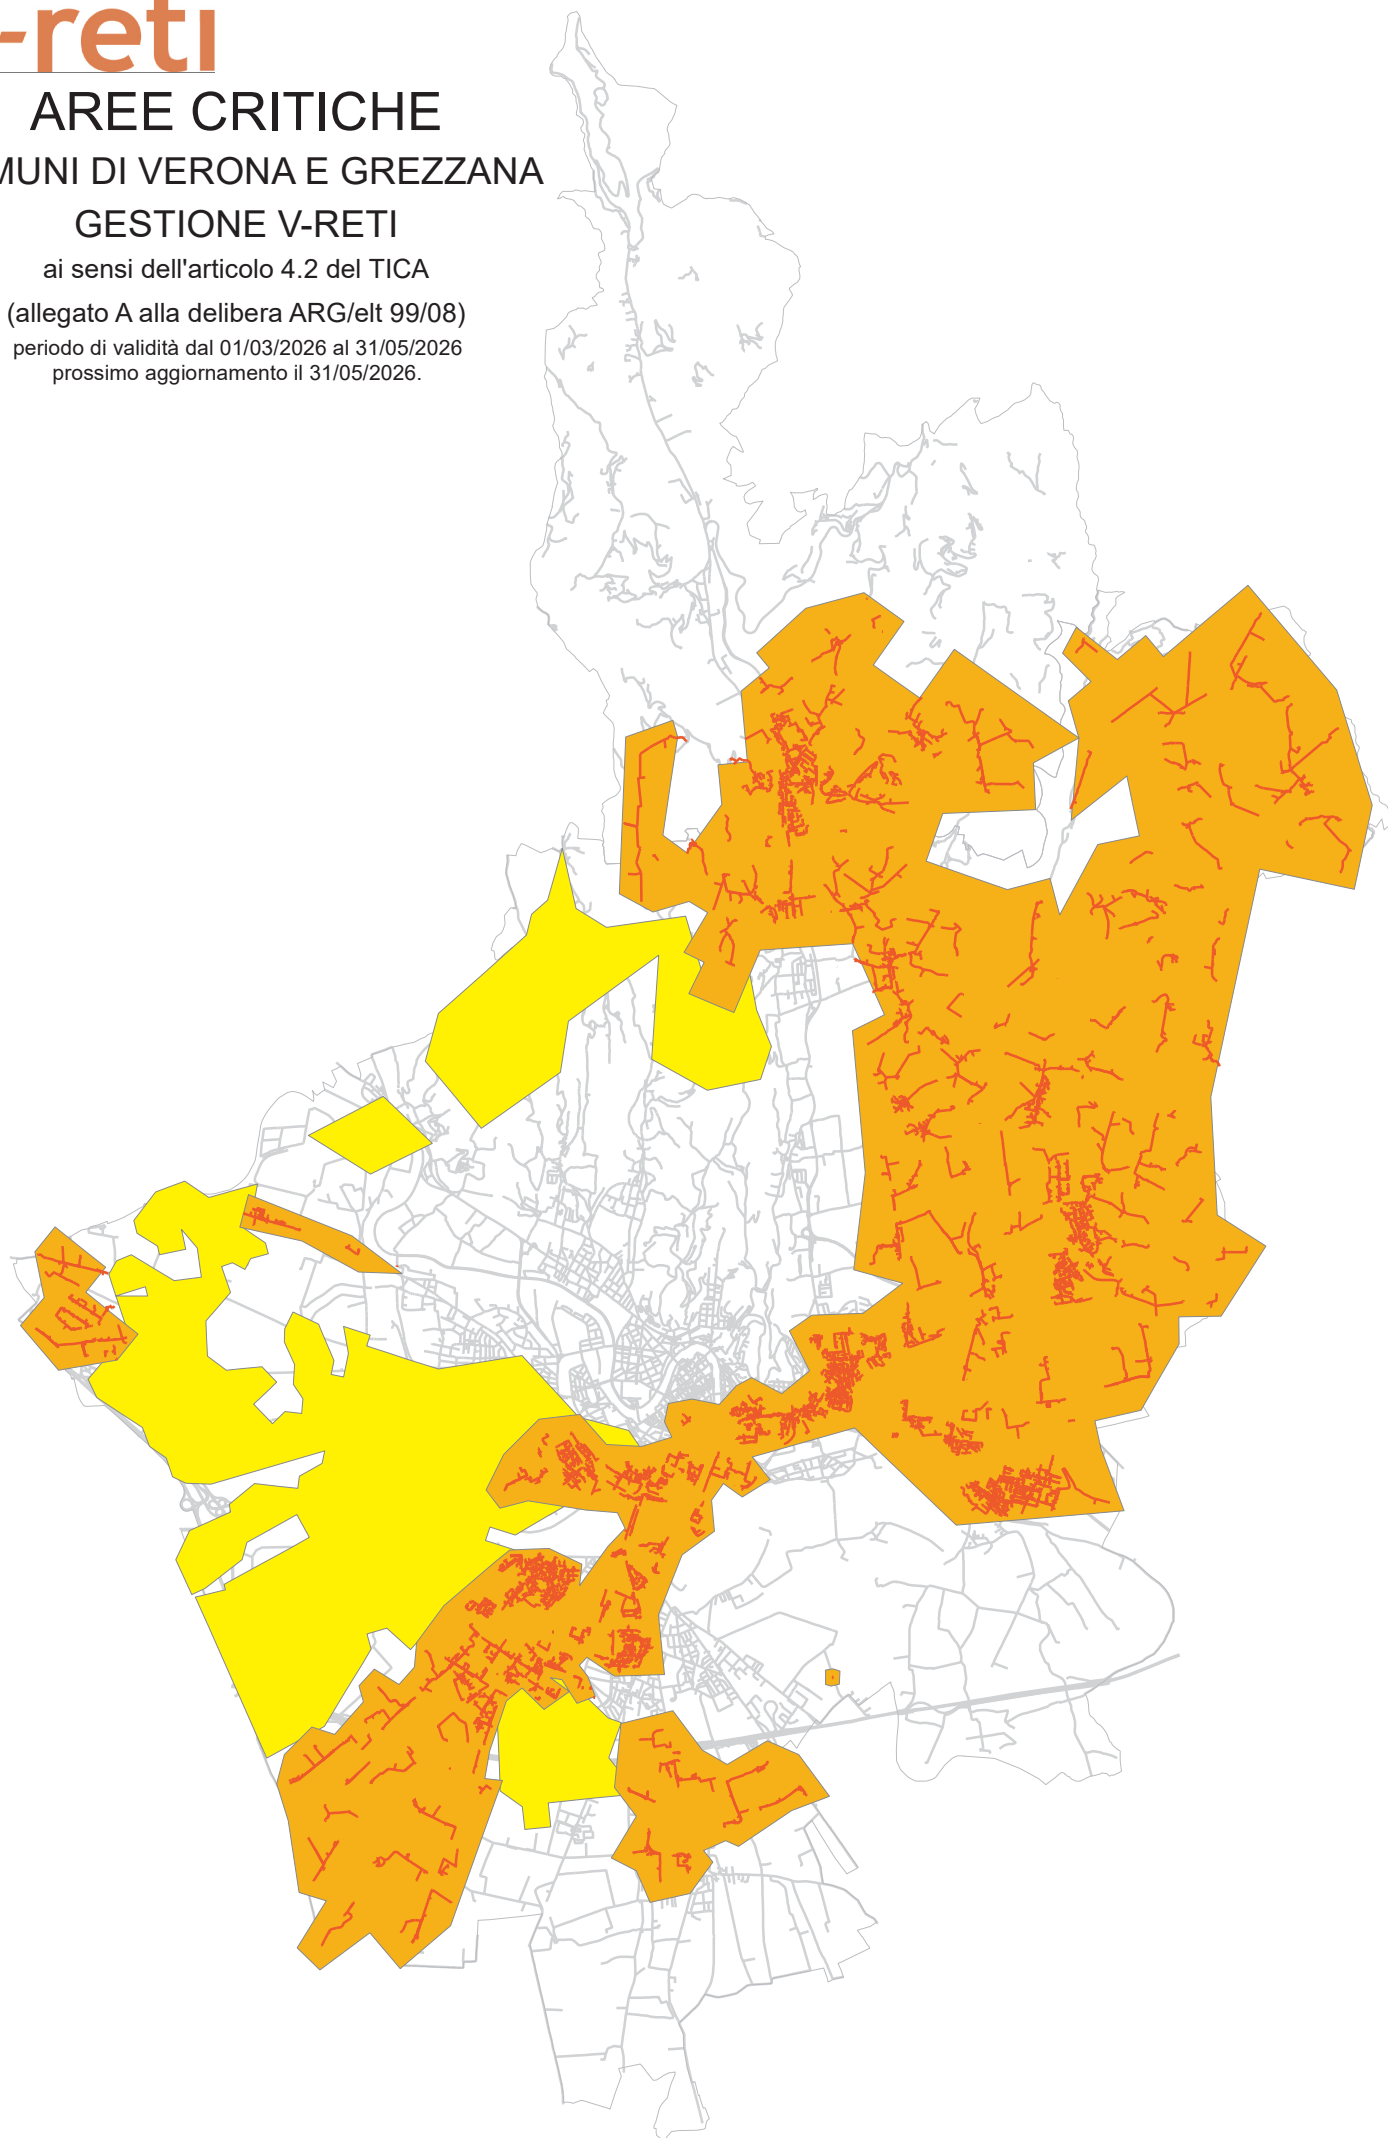 -reti
AREE CRITICHE
MUNI DI VERONA E GREZZANA
GESTIONE V-RETI
ai sensi dell'articolo 4.2 del TICA
(allegato A alla delibera ARG/elt 99/08)
periodo di validità dal 01/03/2026 al 31/05/2026
prossimo aggiornamento il 31/05/2026.